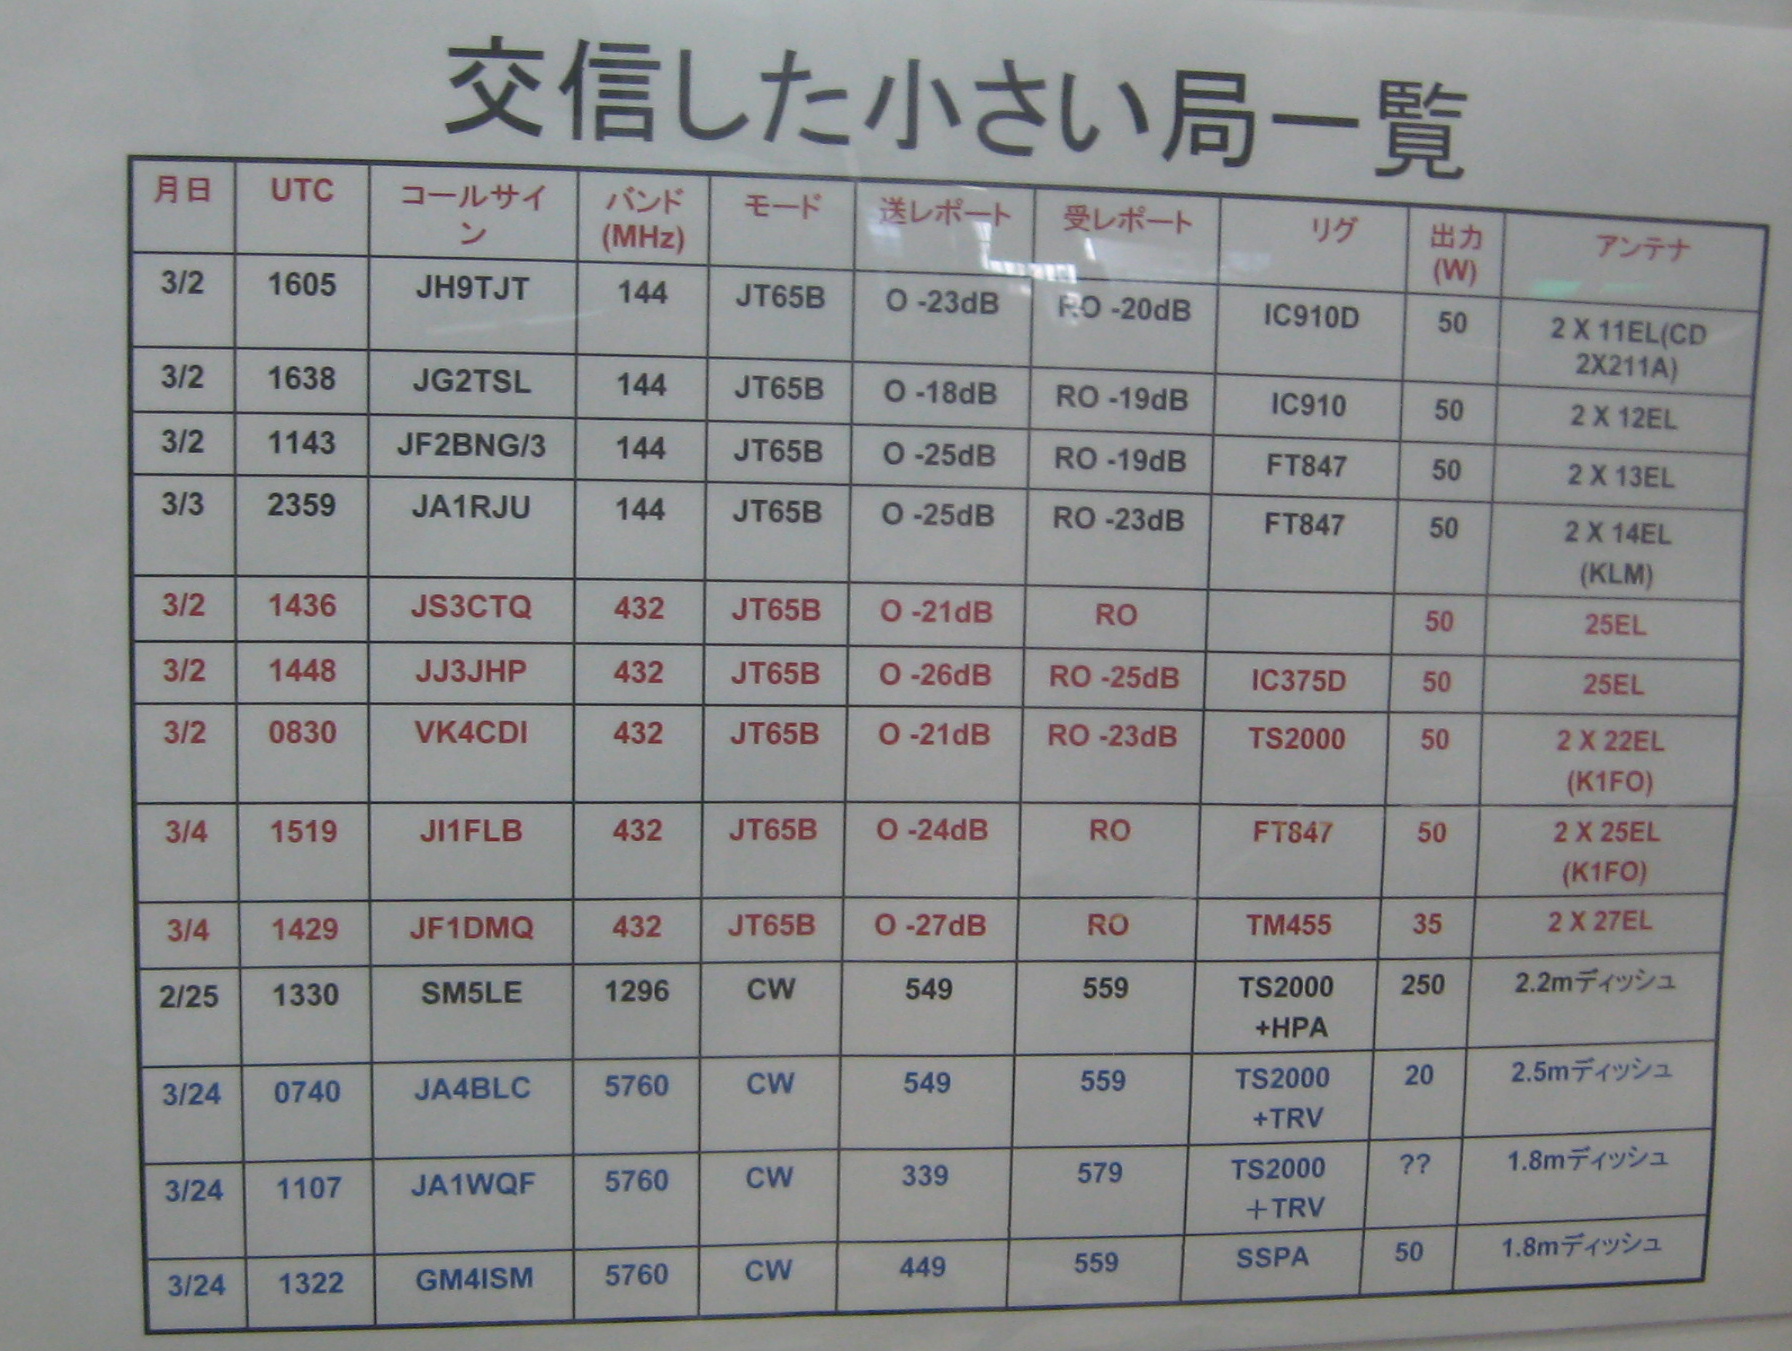 交信した小さい局一覧
月日 UTC コールサイン バンド(MHz) モード 送レポート 受レポート リグ 出力(W) アンテナ
3/2 1605 JH9TJT 144 JT65B O -23dB RO -20dB IC910D 50 2 X 11EL(CD 2X211A)
3/2 1638 JG2TSL 144 JT65B O -18dB RO -19dB IC910 50 2 X 12EL
3/2 1143 JF2BNG/3 144 JT65B O -25dB RO -19dB FT847 50 2 X 13EL
3/3 2359 JA1RJU 144 JT65B O -25dB RO -23dB FT847 50 2 X 14EL (KLM)
3/2 1436 JS3CTQ 432 JT65B O -21dB RO 50 25EL
3/2 1448 JJ3JHP 432 JT65B O -26dB RO -25dB IC375D 50 25EL
3/2 0830 VK4CDI 432 JT65B O -21dB RO -23dB TS2000 50 2 X 22EL (K1FO)
3/4 1519 JI1FLB 432 JT65B O -24dB RO FT847 50 2 X 25EL (K1FO)
3/4 1429 JF1DMQ 432 JT65B O -27dB RO TM455 35 2 X 27EL
2/25 1330 SM5LE 1296 CW 549 559 TS2000 +HPA 250 2.2mディッシュ
3/24 0740 JA4BLC 5760 CW 549 559 TS2000 +TRV 20 2.5mディッシュ
3/24 1107 JA1WQF 5760 CW 339 579 TS2000 +TRV ?? 1.8mディッシュ
3/24 1322 GM4ISM 5760 CW 449 559 SSPA 50 1.8mディッシュ